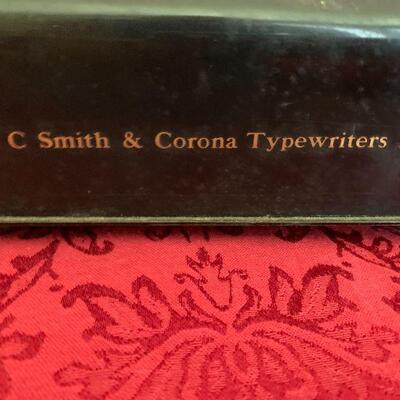 C Smith & Corona Typewriters